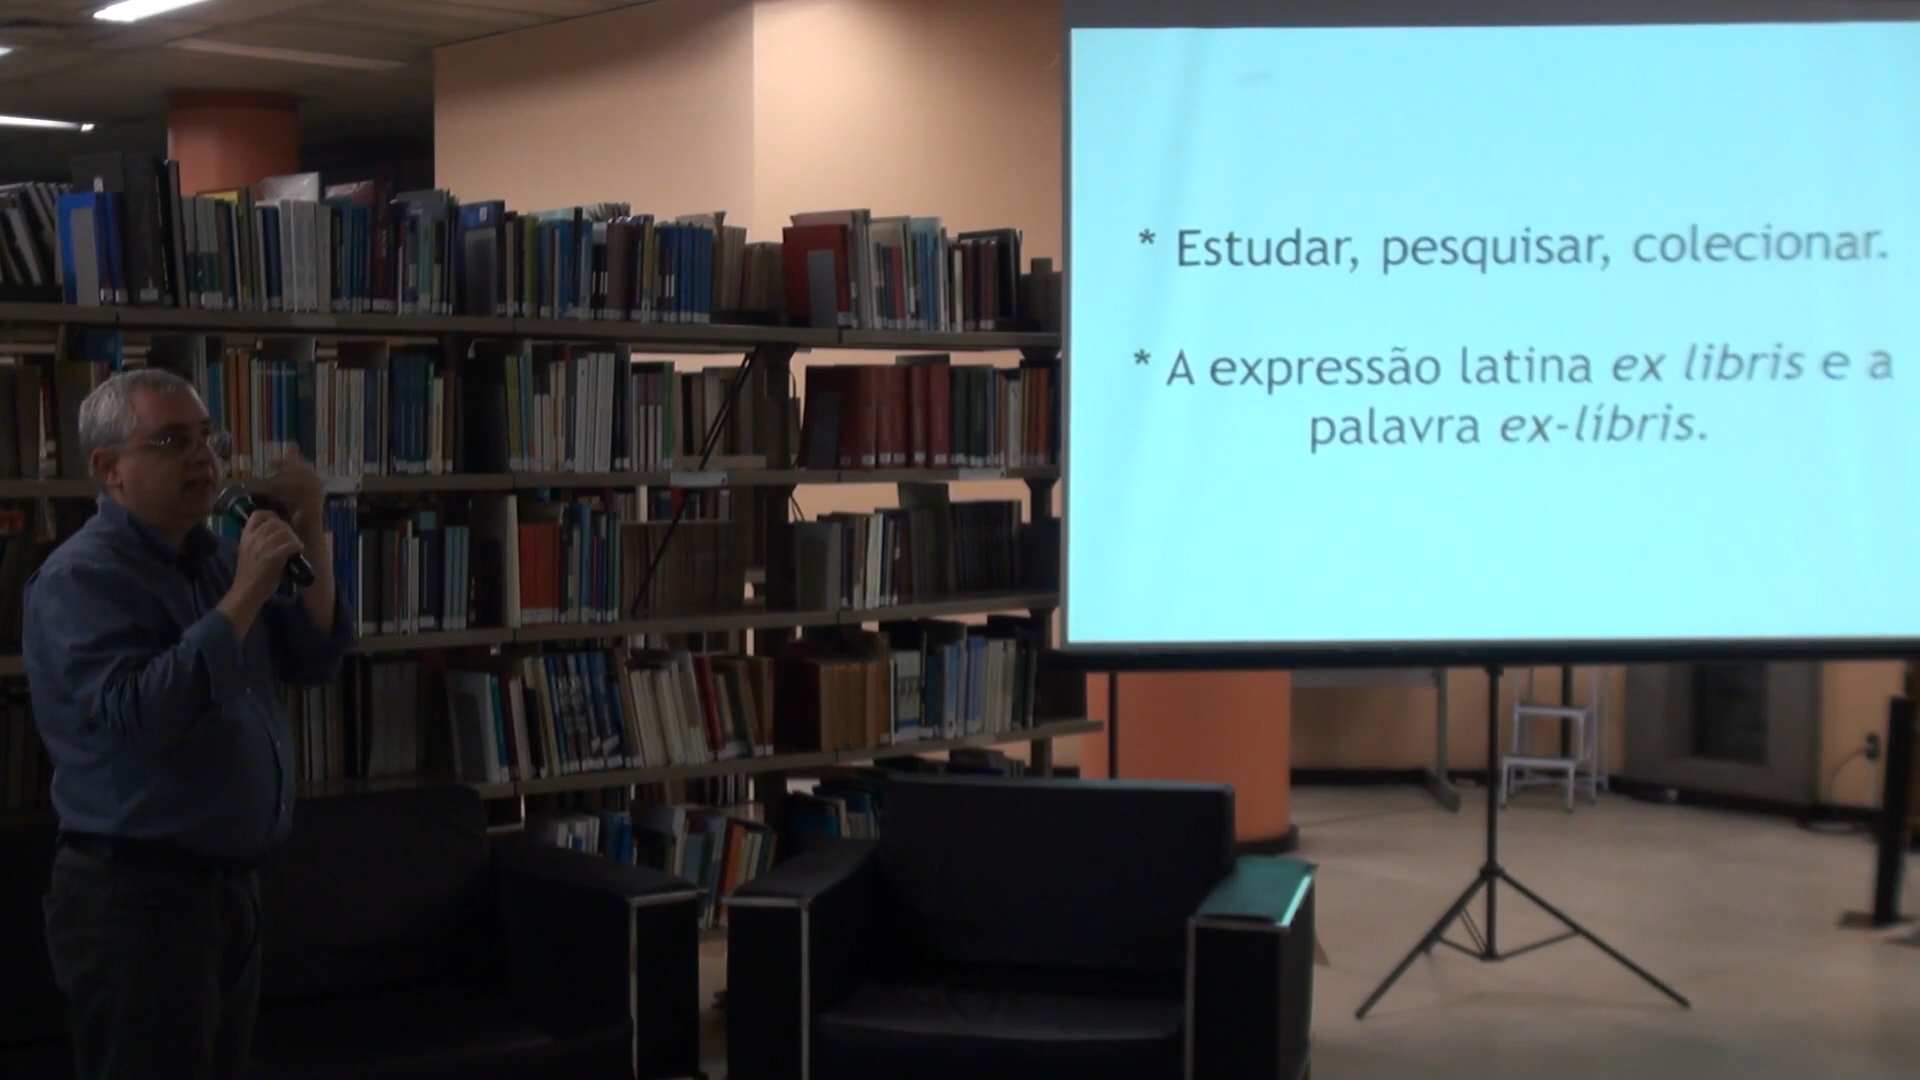 * Estudar, pesquisar, colecionar.
* A expressão latina ex libris e a
palavra ex-líbris.